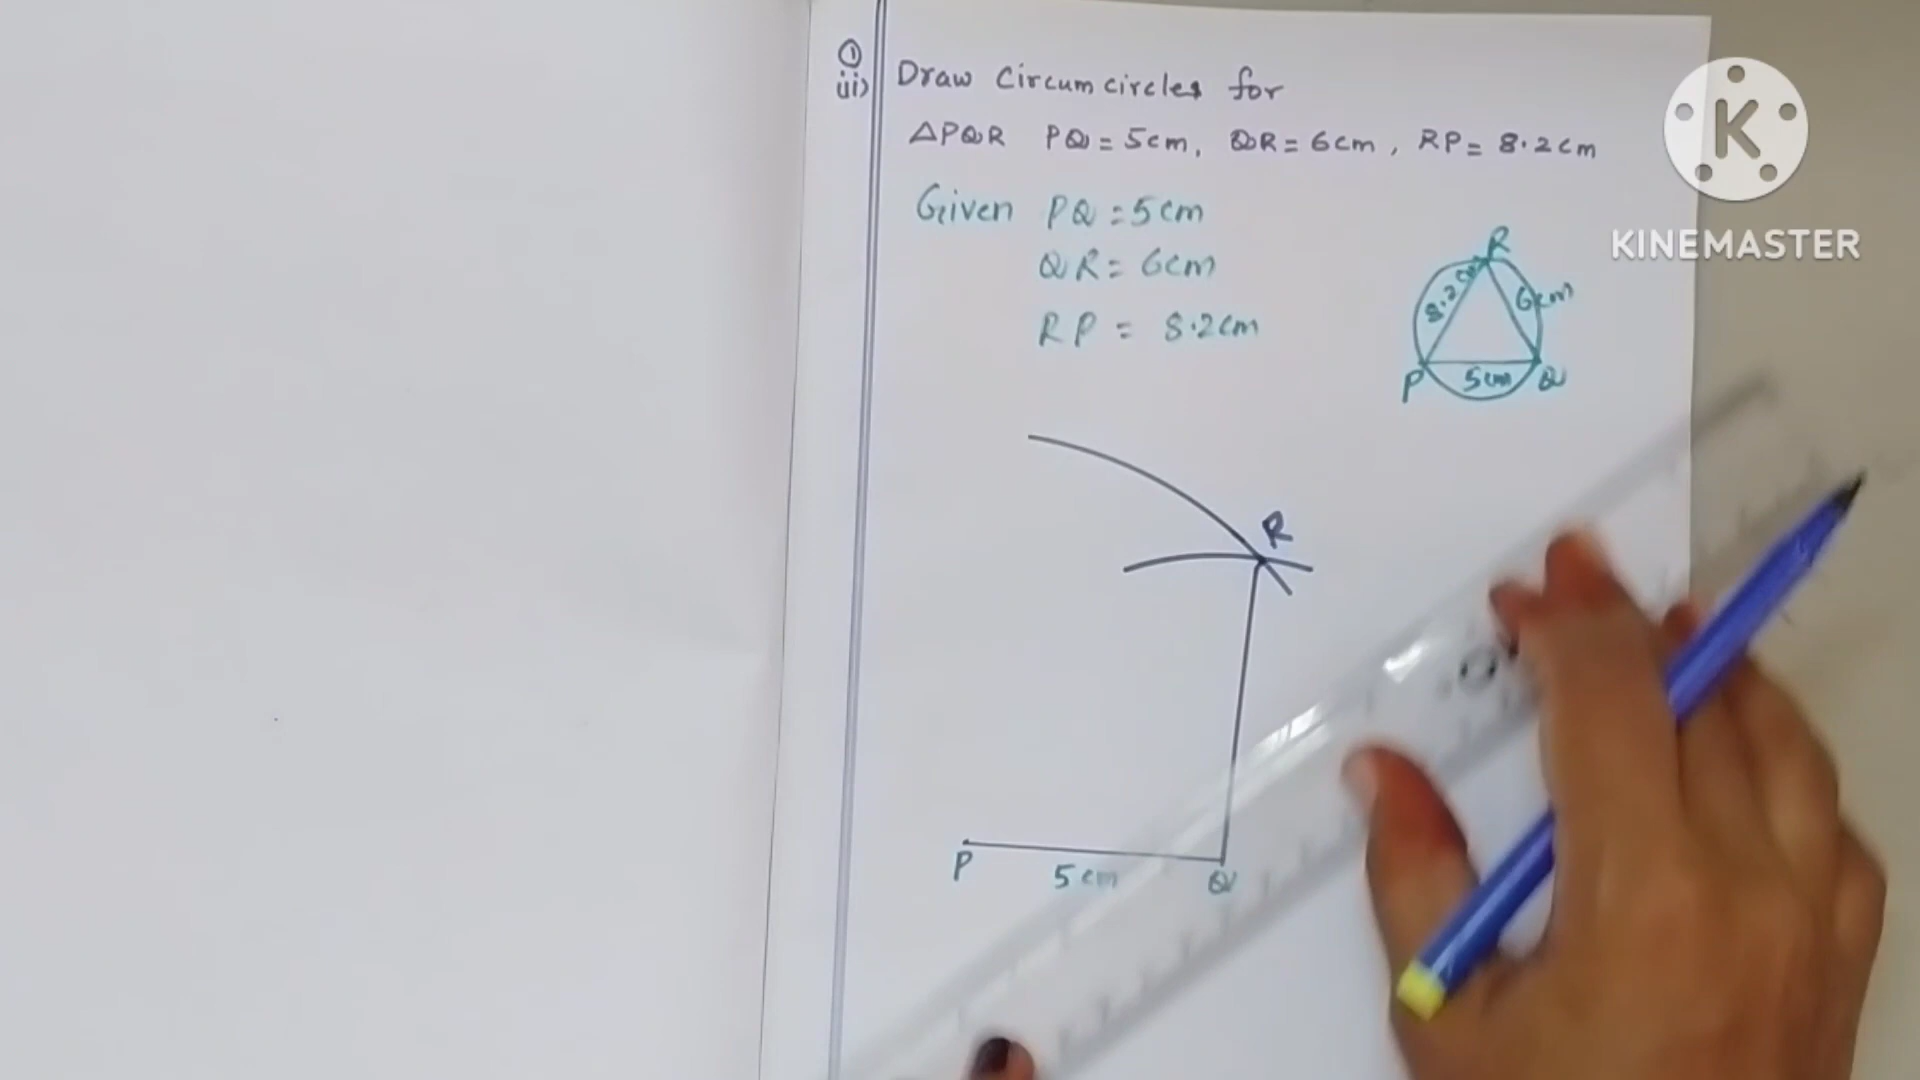 ①
iii) Draw Circumcircles for
△PQR PQ = 5cm, QR = 6cm, RP = 8.2cm
Given PQ = 5cm
QR = 6cm
RP = 8.2cm
R
8.2cm
6cm
P 5cm Q
R
P 5cm Q
K
KINEMASTER